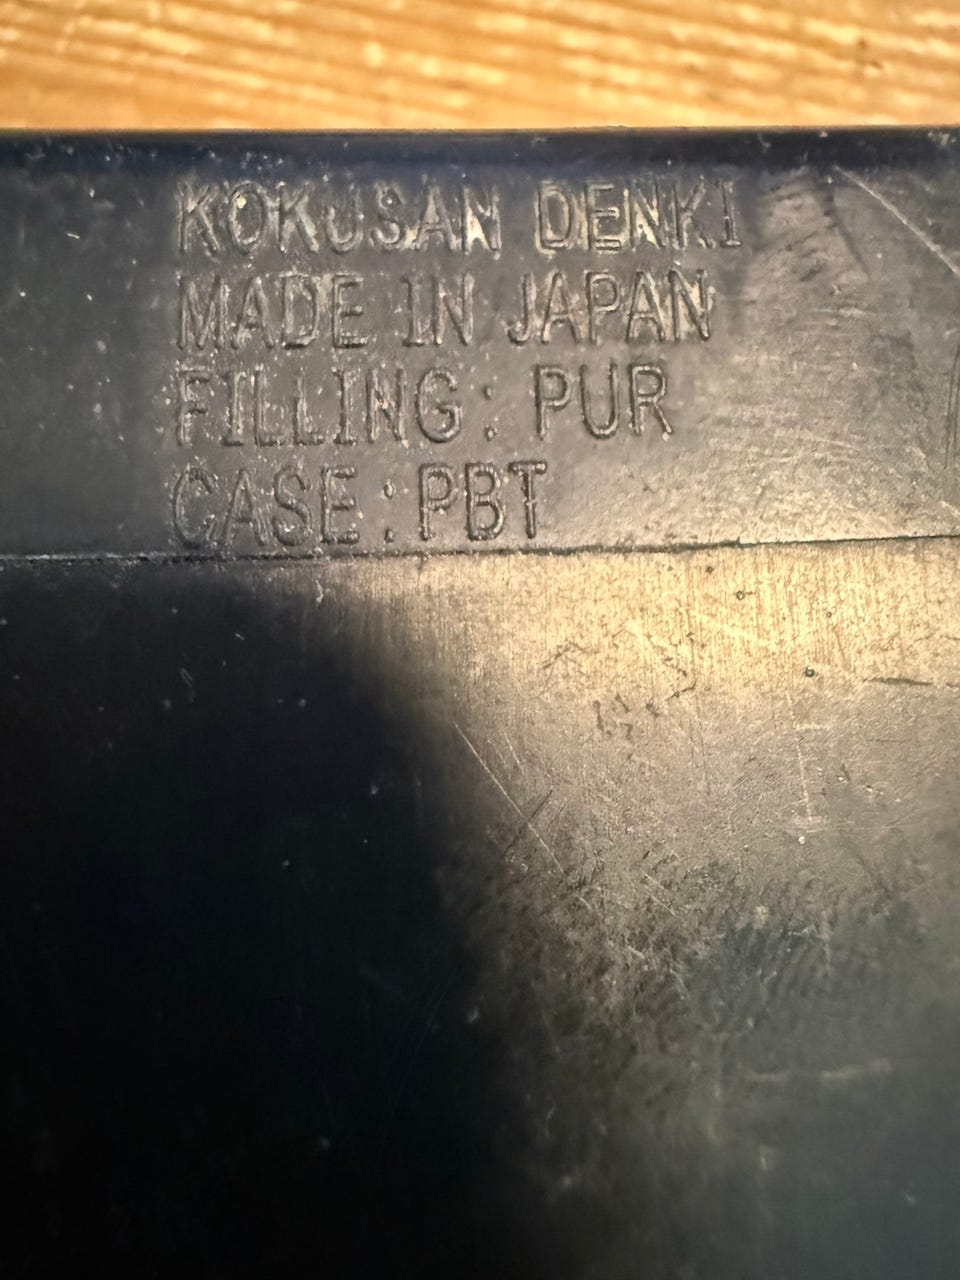 KOKUSAN DENKI
MADE IN JAPAN
FILLING: PUR
CASE:PBT